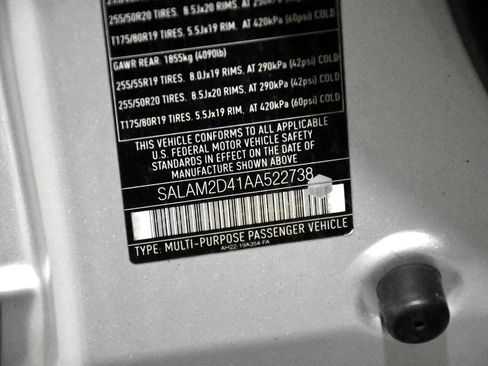 255/50R20 TIRES. 8.5Jx20 RIMS. AT 290kPa (42psi) COLD
T175/80R19 TIRES. 5.5Jx19 RIM, AT 420kPa (60psi) COLD
GAWR REAR. 1855kg (4090lb)
255/55R19 TIRES. 8.0Jx19 RIMS, AT 290kPa (42psi) COLD
255/50R20 TIRES. 8.5Jx20 RIMS, AT 290kPa (42psi) COLD
T175/80R19 TIRES. 5.5Jx19 RIM, AT 420kPa (60psi) COLD
THIS VEHICLE CONFORMS TO ALL APPLICABLE
U.S. FEDERAL MOTOR VEHICLE SAFETY
STANDARDS IN EFFECT ON THE DATE OF
MANUFACTURE SHOWN ABOVE
SALAM2D41AA522738
TYPE: MULTI-PURPOSE PASSENGER VEHICLE
AH22-19A354-FA